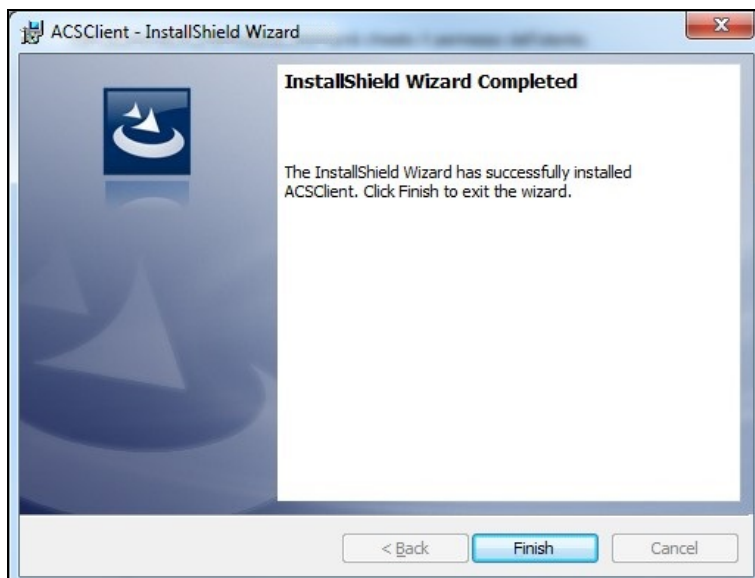 ACSClient - InstallShield Wizard
InstallShield Wizard Completed
The InstallShield Wizard has successfully installed
ACSClient. Click Finish to exit the wizard.
< Back
Finish
Cancel